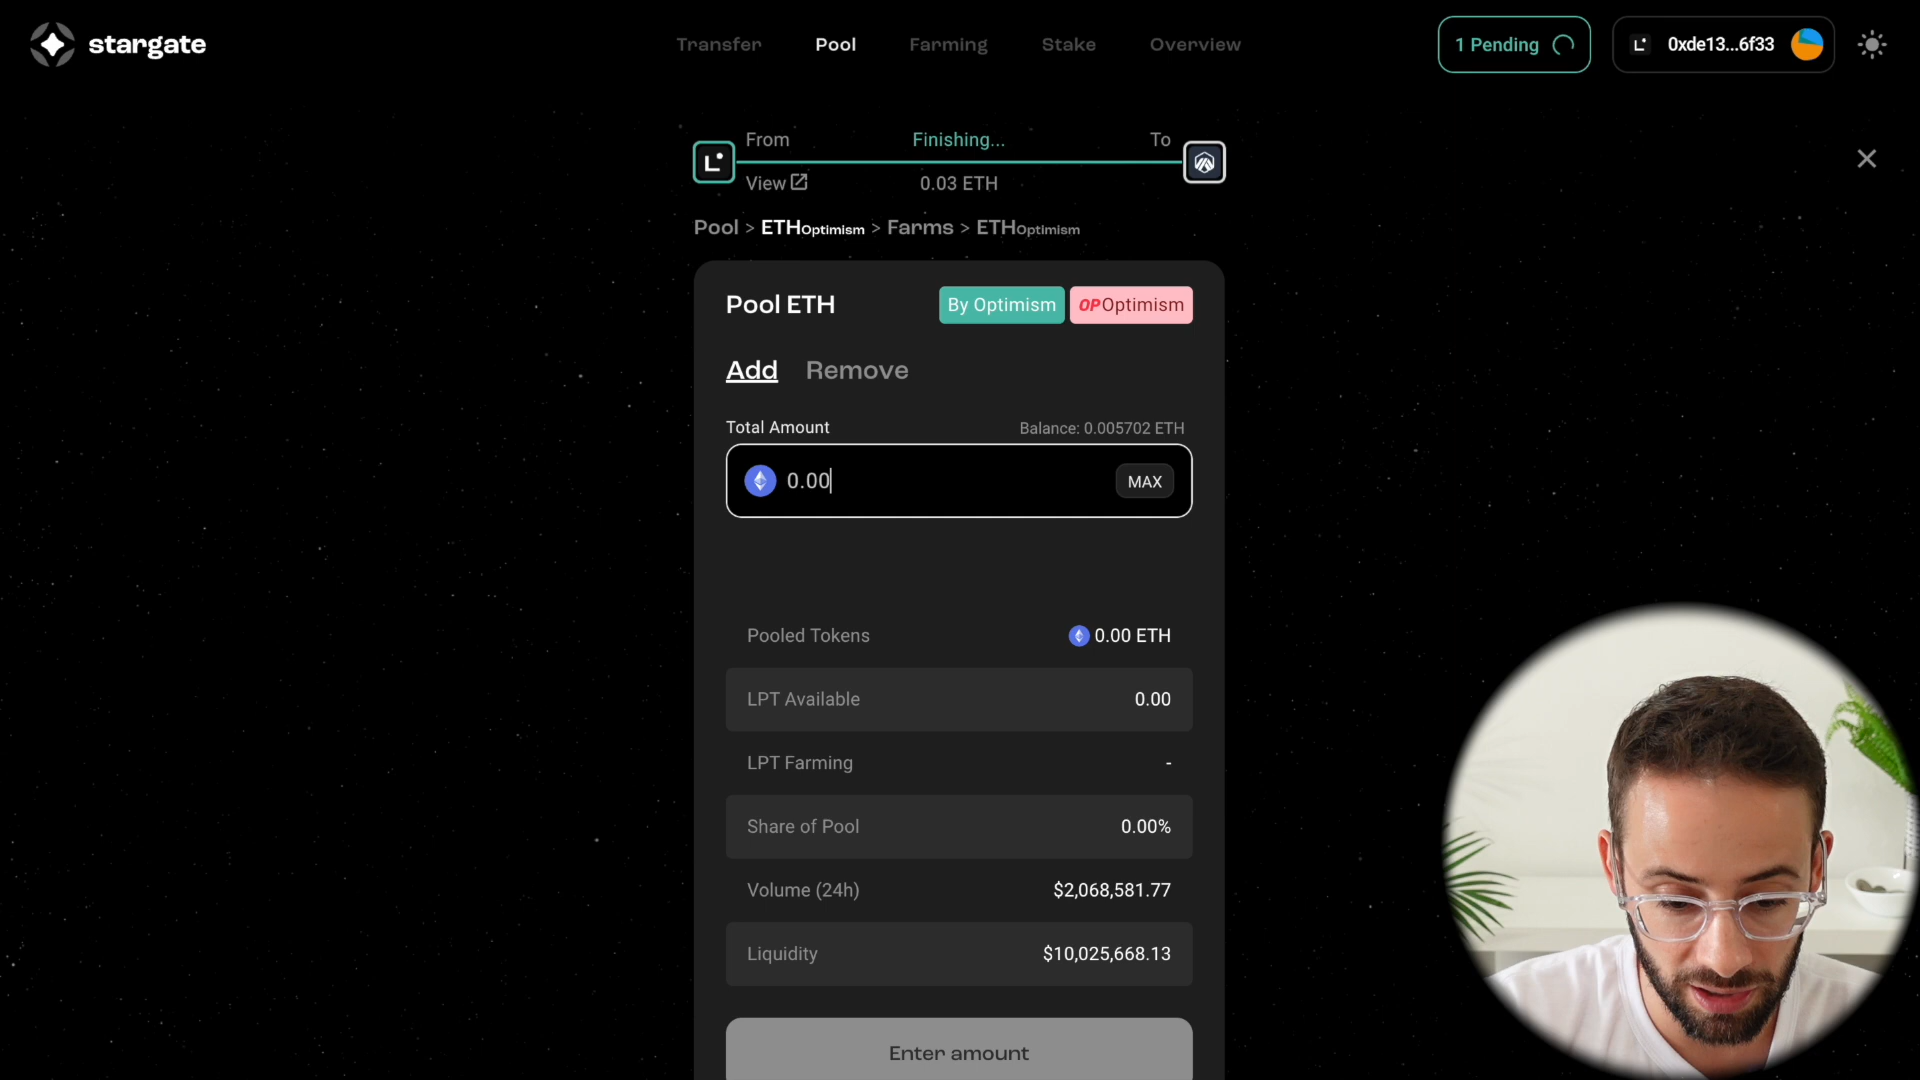 stargate
Transfer
Pool
Farming
Stake
Overview
1 Pending
L
0xde13...6f33
From
Finishing...
To
L
View
0.03 ETH
Pool > ETHOptimism > Farms > ETHOptimism
Pool ETH
By Optimism
OP Optimism
Add
Remove
Total Amount
Balance: 0.005702 ETH
0.00
MAX
Pooled Tokens
0.00 ETH
LPT Available
0.00
LPT Farming
-
Share of Pool
0.00%
Volume (24h)
$2,068,581.77
Liquidity
$10,025,668.13
Enter amount